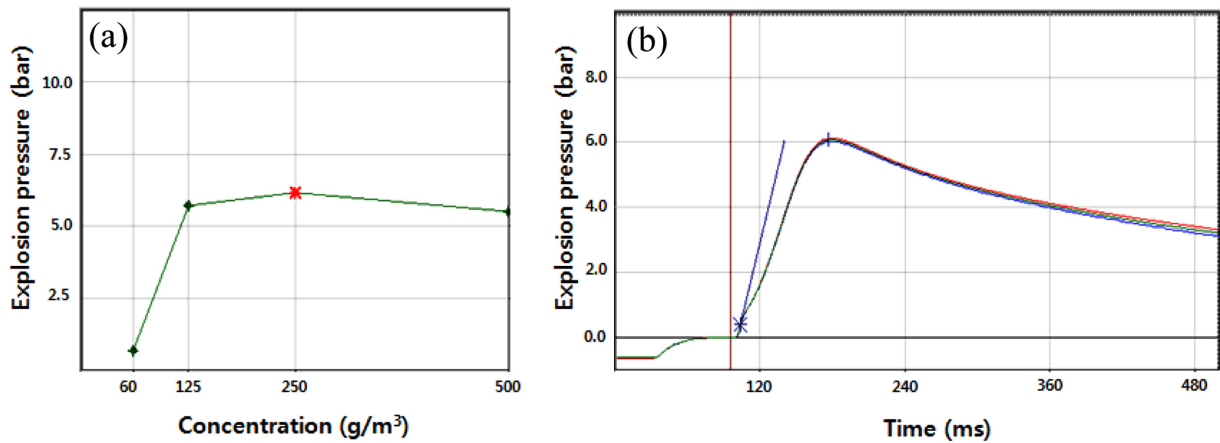 (a)
Explosion pressure (bar)
10.0
7.5
5.0
2.5
60 125 250 500
Concentration (g/m³)
(b)
Explosion pressure (bar)
8.0
6.0
4.0
2.0
0.0
120 240 360 480
Time (ms)